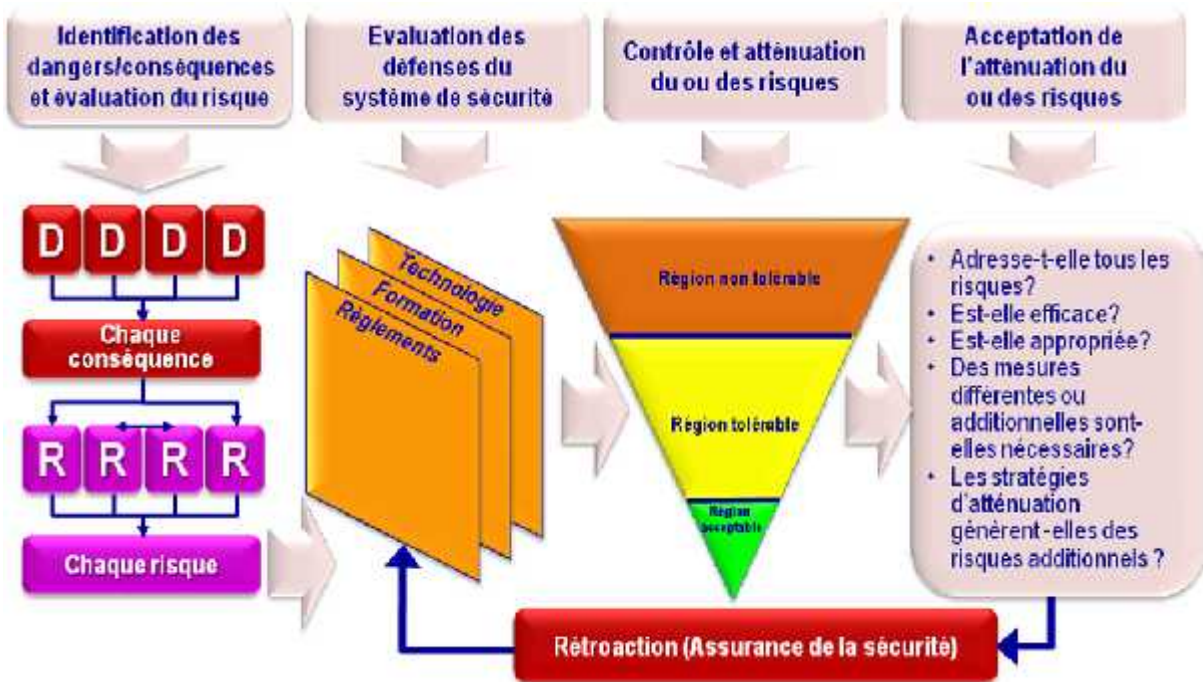 Identification des
dangers/conséquences
et évaluation du risque
Evaluation des
défenses du
système de sécurité
Contrôle et atténuation
du ou des risques
Acceptation de
l'atténuation du
ou des risques
D D D D
Chaque
conséquence
R R R R
Chaque risque
Technologie
Formation
Règlements
Région non tolérable
Région tolérable
Région
acceptable
• Adresse-t-elle tous les
risques?
• Est-elle efficace?
• Est-elle appropriée?
• Des mesures
différentes ou
additionnelles sont-
elles nécessaires?
• Les stratégies
d'atténuation
génèrent-elles des
risques additionnels ?
Rétroaction (Assurance de la sécurité)